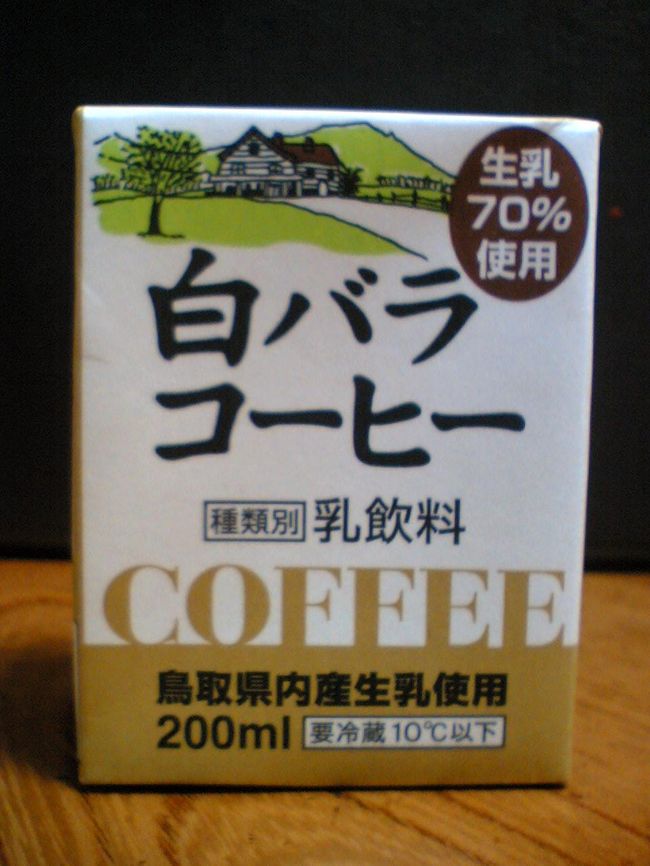 生乳
70%
使用
白バラ
コーヒー
種類別 乳飲料
COFFEE
鳥取県内産生乳使用
200ml 要冷蔵10℃以下